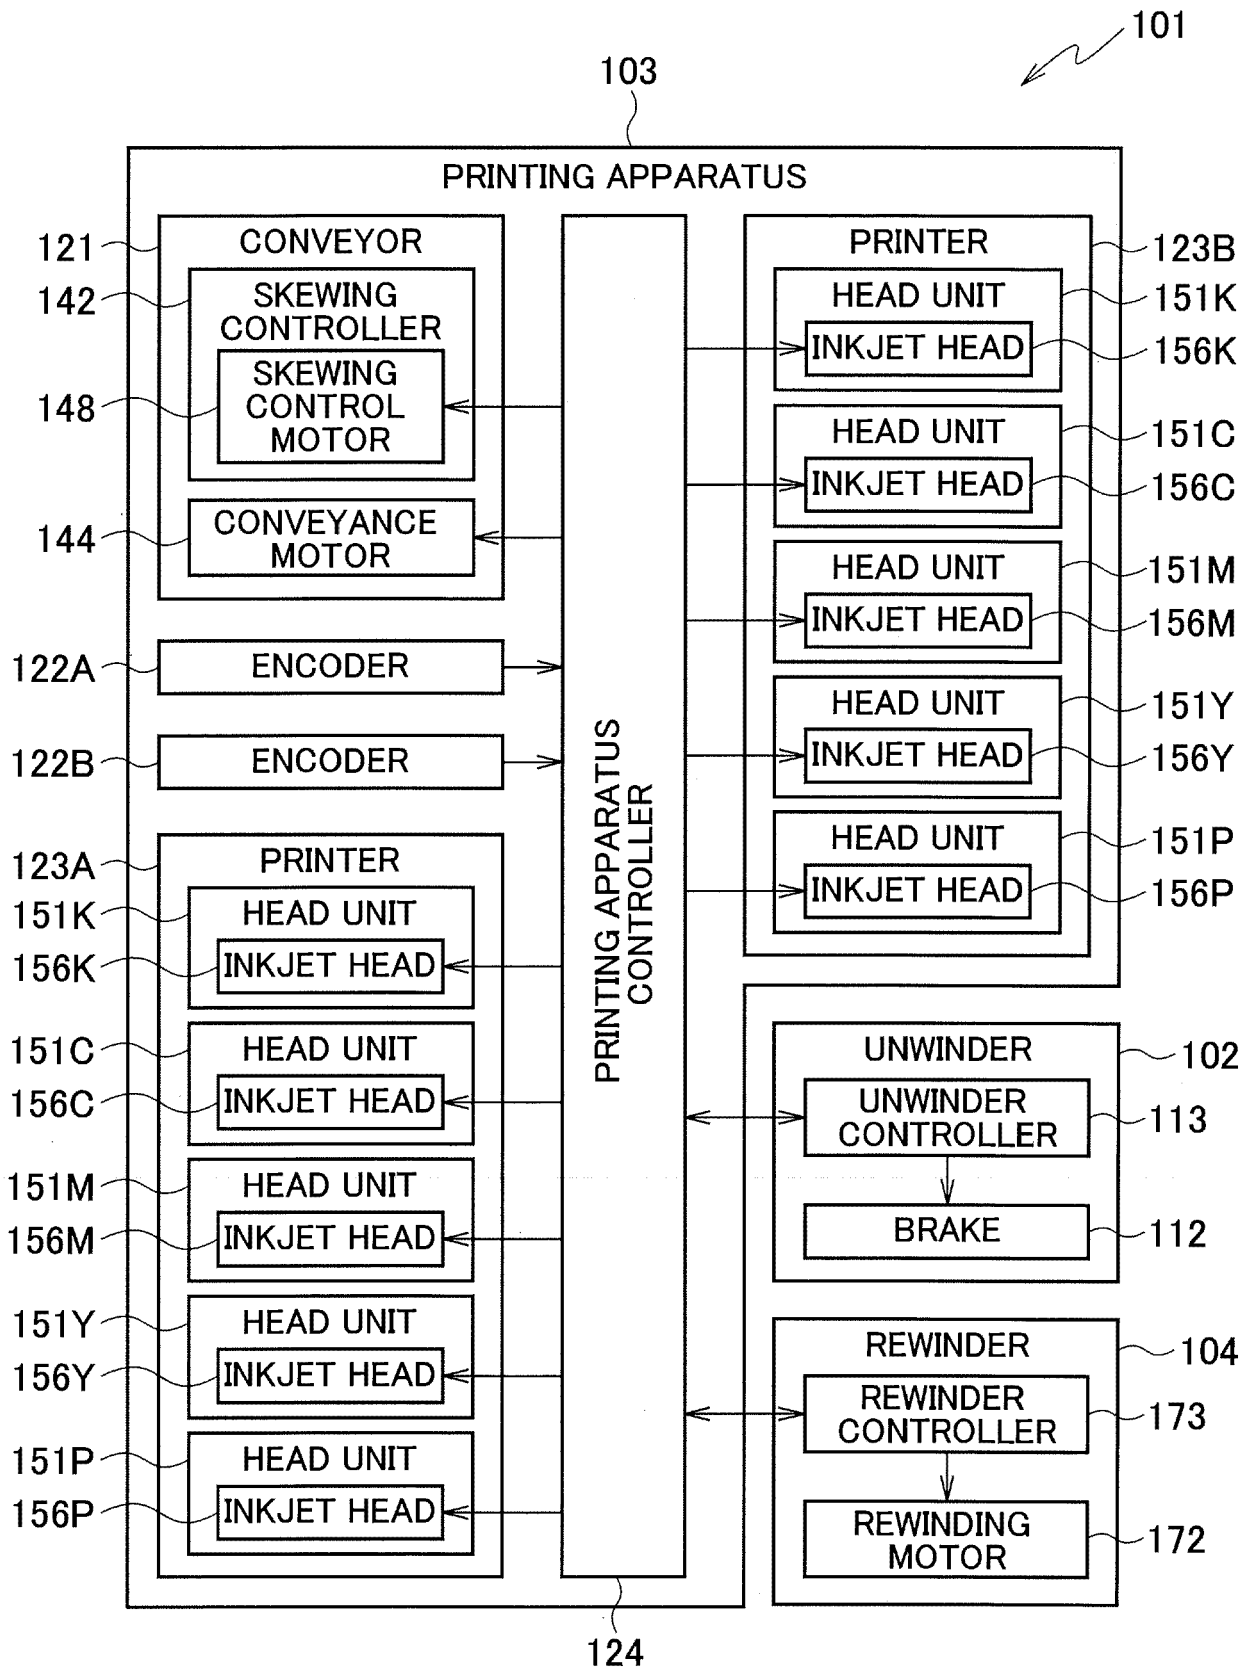 101
103
PRINTING APPARATUS
121
CONVEYOR
142
SKEWING
CONTROLLER
148
SKEWING
CONTROL
MOTOR
144
CONVEYANCE
MOTOR
122A
ENCODER
122B
ENCODER
123A
PRINTER
151K
HEAD UNIT
156K
INKJET HEAD
151C
HEAD UNIT
156C
INKJET HEAD
151M
HEAD UNIT
156M
INKJET HEAD
151Y
HEAD UNIT
156Y
INKJET HEAD
151P
HEAD UNIT
156P
INKJET HEAD
PRINTING APPARATUS
CONTROLLER
124
PRINTER
123B
HEAD UNIT
151K
INKJET HEAD
156K
HEAD UNIT
151C
INKJET HEAD
156C
HEAD UNIT
151M
INKJET HEAD
156M
HEAD UNIT
151Y
INKJET HEAD
156Y
HEAD UNIT
151P
INKJET HEAD
156P
UNWINDER
102
UNWINDER
CONTROLLER
113
BRAKE
112
REWINDER
104
REWINDER
CONTROLLER
173
REWINDING
MOTOR
172